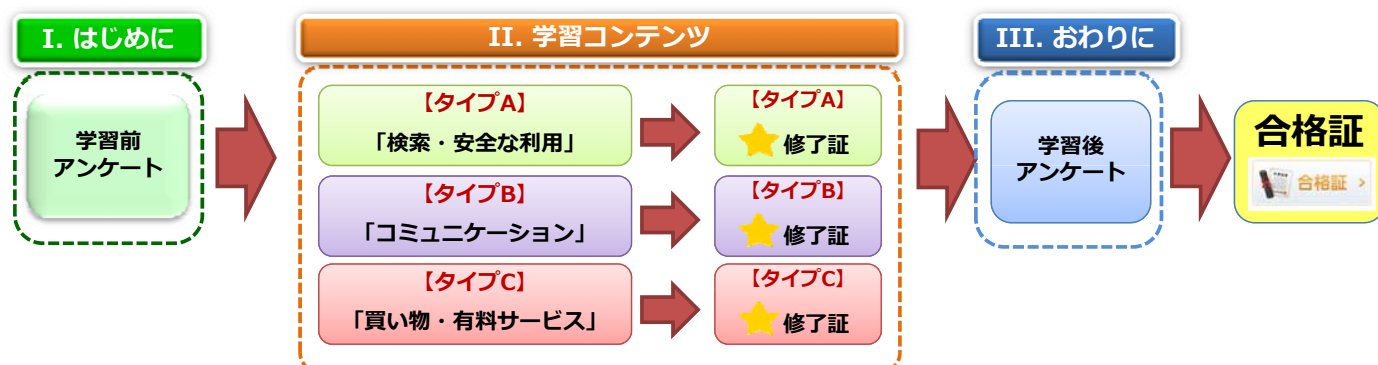 I. はじめに
学習前
アンケート
II. 学習コンテンツ
【タイプA】
「検索・安全な利用」
【タイプA】
修了証
【タイプB】
「コミュニケーション」
【タイプB】
修了証
【タイプC】
「買い物・有料サービス」
【タイプC】
修了証
III. おわりに
学習後
アンケート
合格証
合格証 >